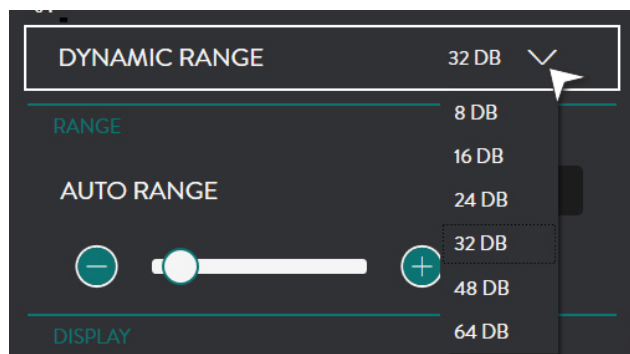 DYNAMIC RANGE 32 DB
8 DB
RANGE
16 DB
AUTO RANGE
24 DB
32 DB
48 DB
DISPLAY
64 DB